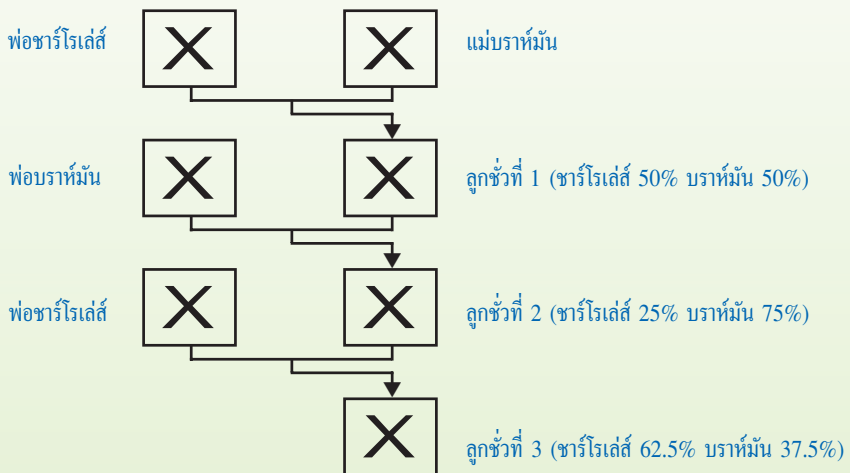 พ่อชาร์โรเล่ส์ แม่บราห์มัน
พ่อบราห์มัน ลูกชั่วที่ 1 (ชาร์โรเล่ส์ 50% บราห์มัน 50%)
พ่อชาร์โรเล่ส์ ลูกชั่วที่ 2 (ชาร์โรเล่ส์ 25% บราห์มัน 75%)
ลูกชั่วที่ 3 (ชาร์โรเล่ส์ 62.5% บราห์มัน 37.5%)